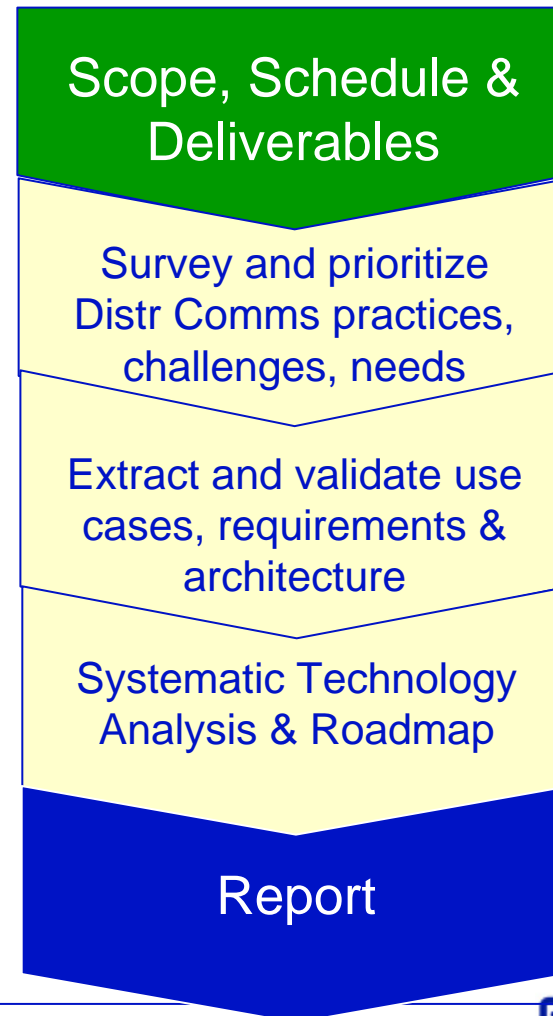 Scope, Schedule &
Deliverables
Survey and prioritize
Distr Comms practices,
challenges, needs
Extract and validate use
cases, requirements &
architecture
Systematic Technology
Analysis & Roadmap
Report